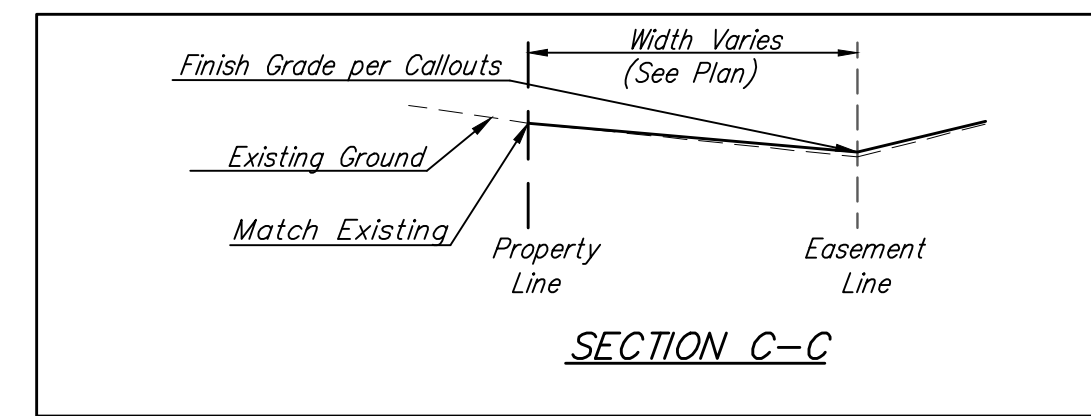 Width Varies
(See Plan)
Finish Grade per Callouts
Existing Ground
Match Existing
Property
Line
Easement
Line
SECTION C-C